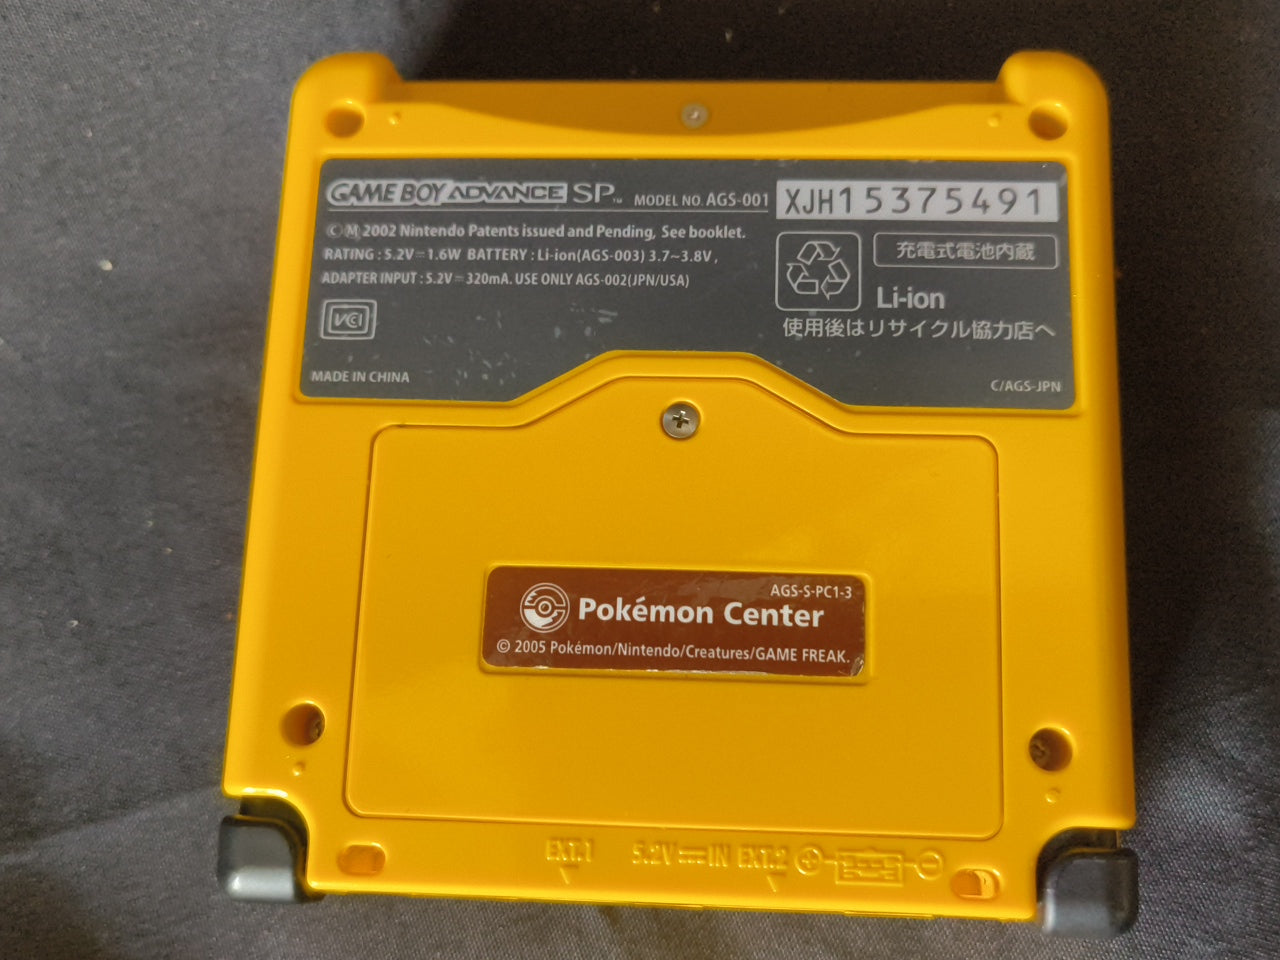 GAME BOY ADVANCE SP™ MODEL NO. AGS-001
XJH15375491
©Ⓜ 2002 Nintendo Patents issued and Pending, See booklet.
RATING : 5.2V⎓1.6W BATTERY : Li-ion(AGS-003) 3.7~3.8V ,
ADAPTER INPUT : 5.2V⎓320mA. USE ONLY AGS-002(JPN/USA)
VCCI
MADE IN CHINA
充電式電池内蔵
Li-ion
使用後はリサイクル協力店へ
C/AGS-JPN
AGS-S-PC1-3
Pokémon Center
© 2005 Pokémon/Nintendo/Creatures/GAME FREAK.
EXT.1 5.2V⎓IN EXT.2